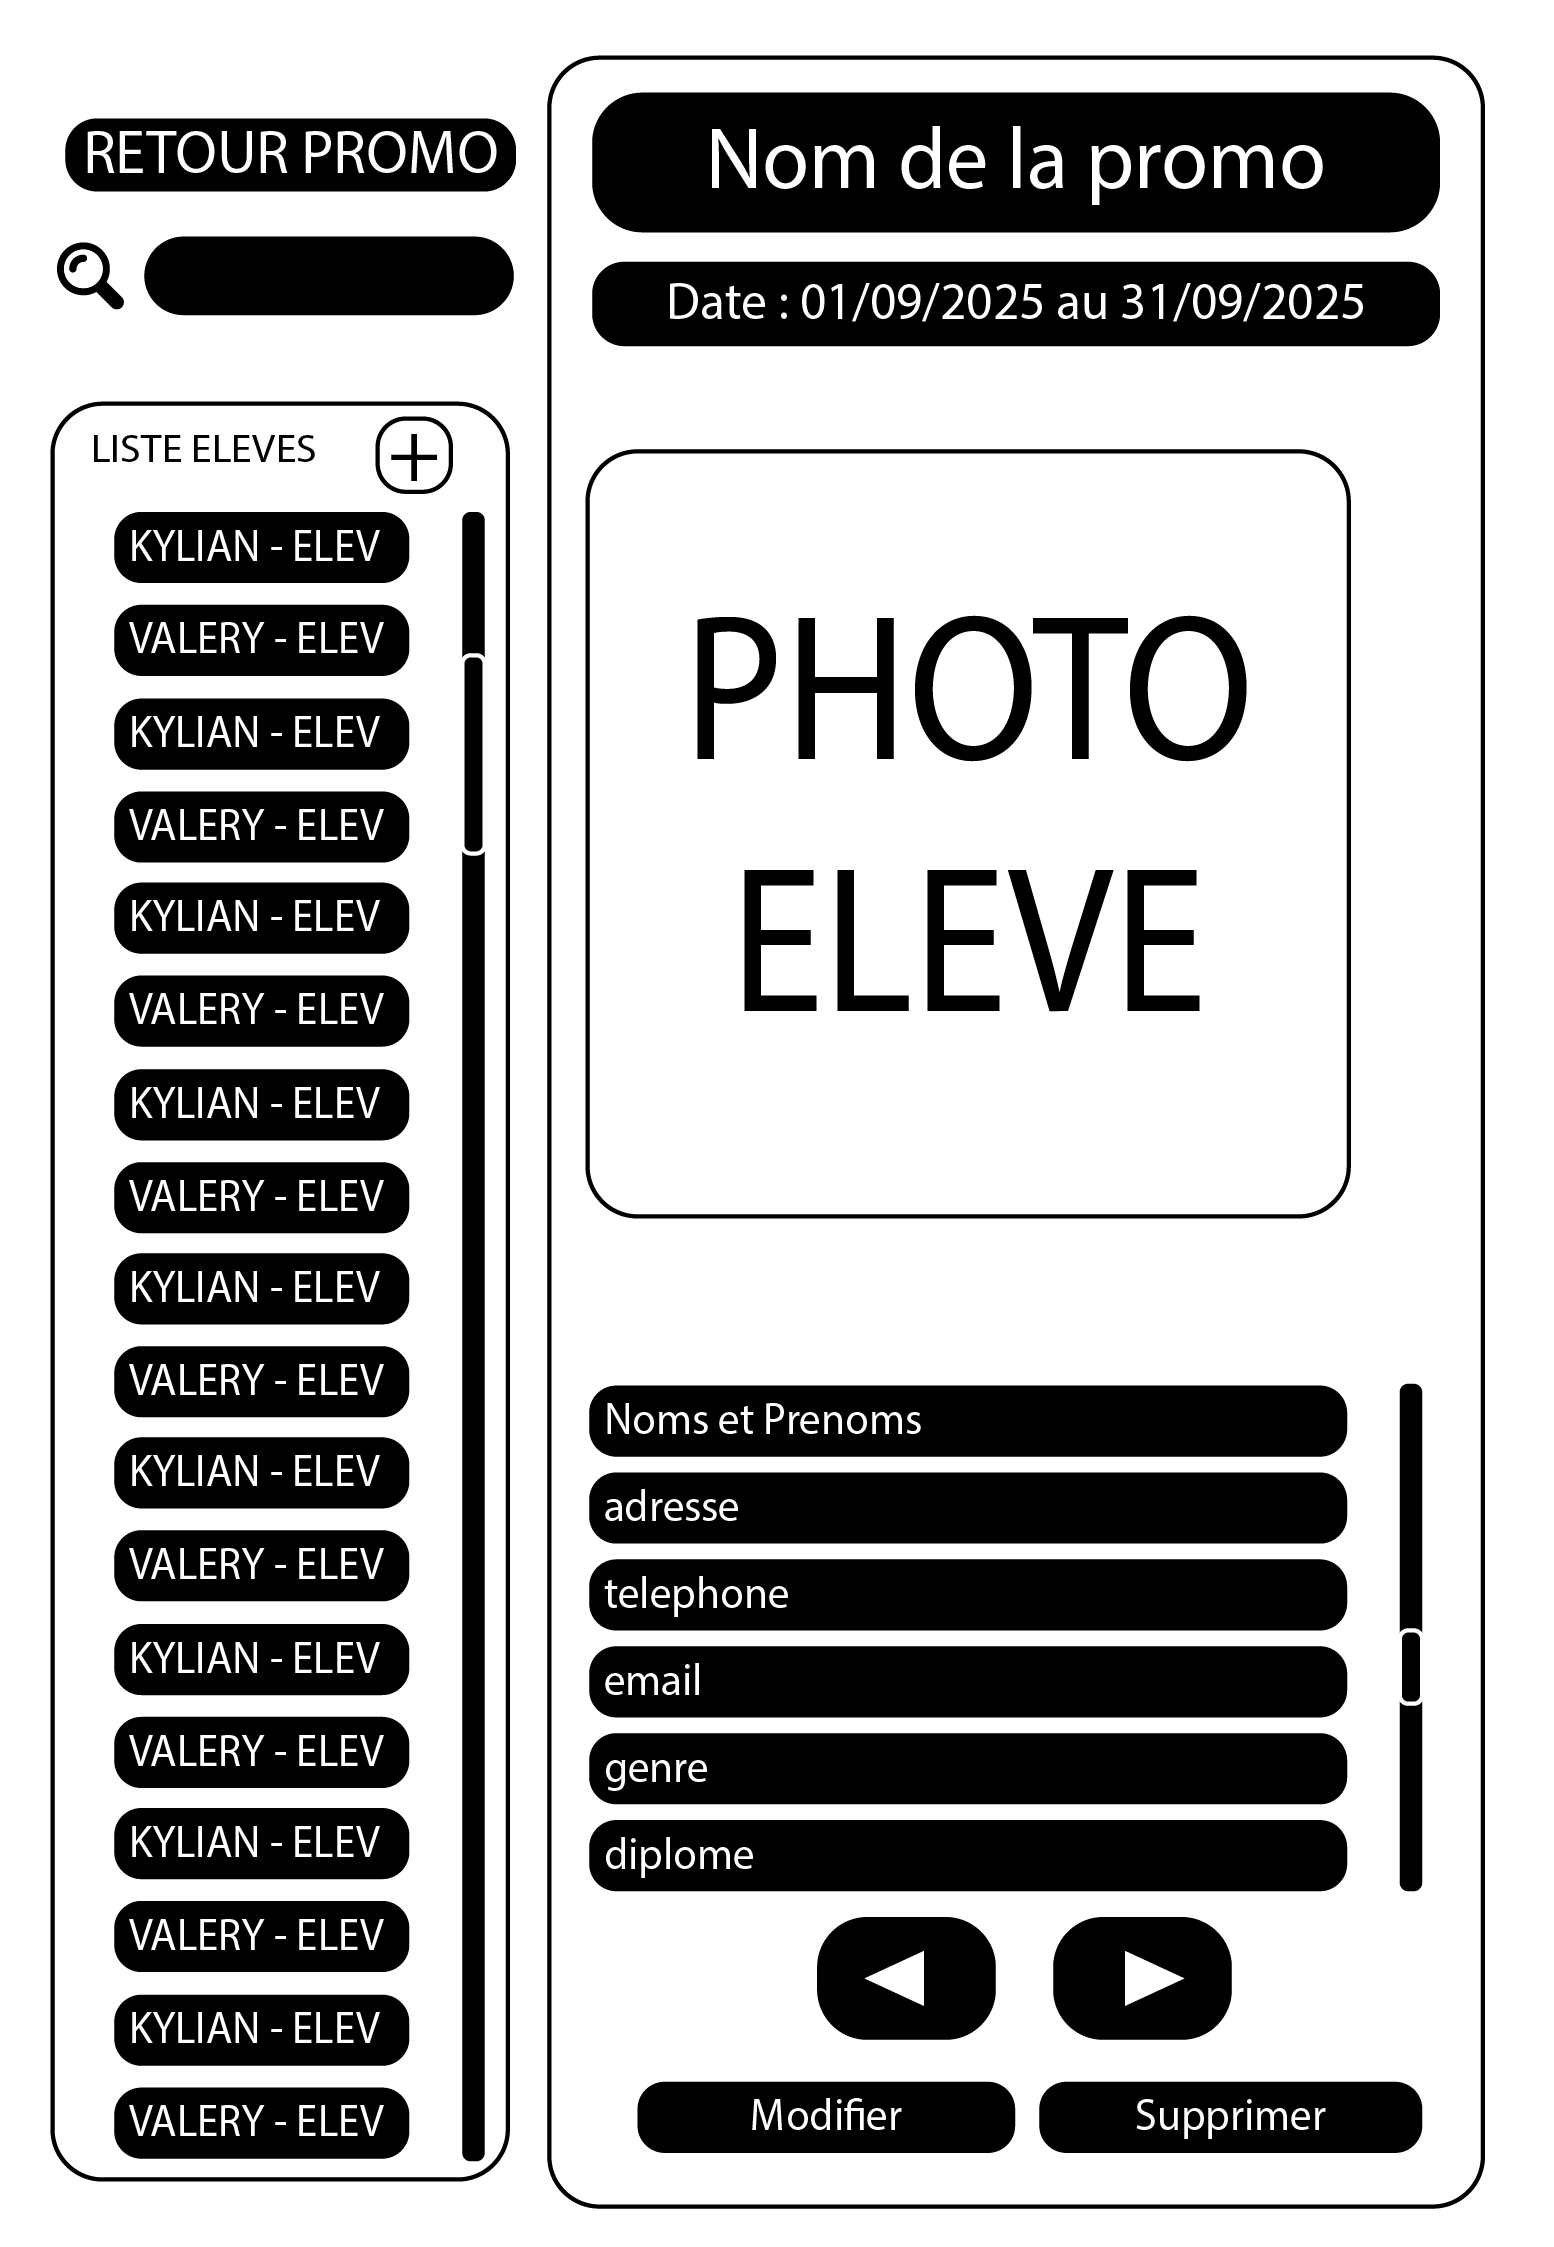 RETOUR PROMO
LISTE ELEVES
KYLIAN - ELEV
VALERY - ELEV
KYLIAN - ELEV
VALERY - ELEV
KYLIAN - ELEV
VALERY - ELEV
KYLIAN - ELEV
VALERY - ELEV
KYLIAN - ELEV
VALERY - ELEV
KYLIAN - ELEV
VALERY - ELEV
KYLIAN - ELEV
VALERY - ELEV
KYLIAN - ELEV
VALERY - ELEV
KYLIAN - ELEV
VALERY - ELEV
Nom de la promo
Date : 01/09/2025 au 31/09/2025
PHOTO
ELEVE
Noms et Prenoms
adresse
telephone
email
genre
diplome
Modifier
Supprimer